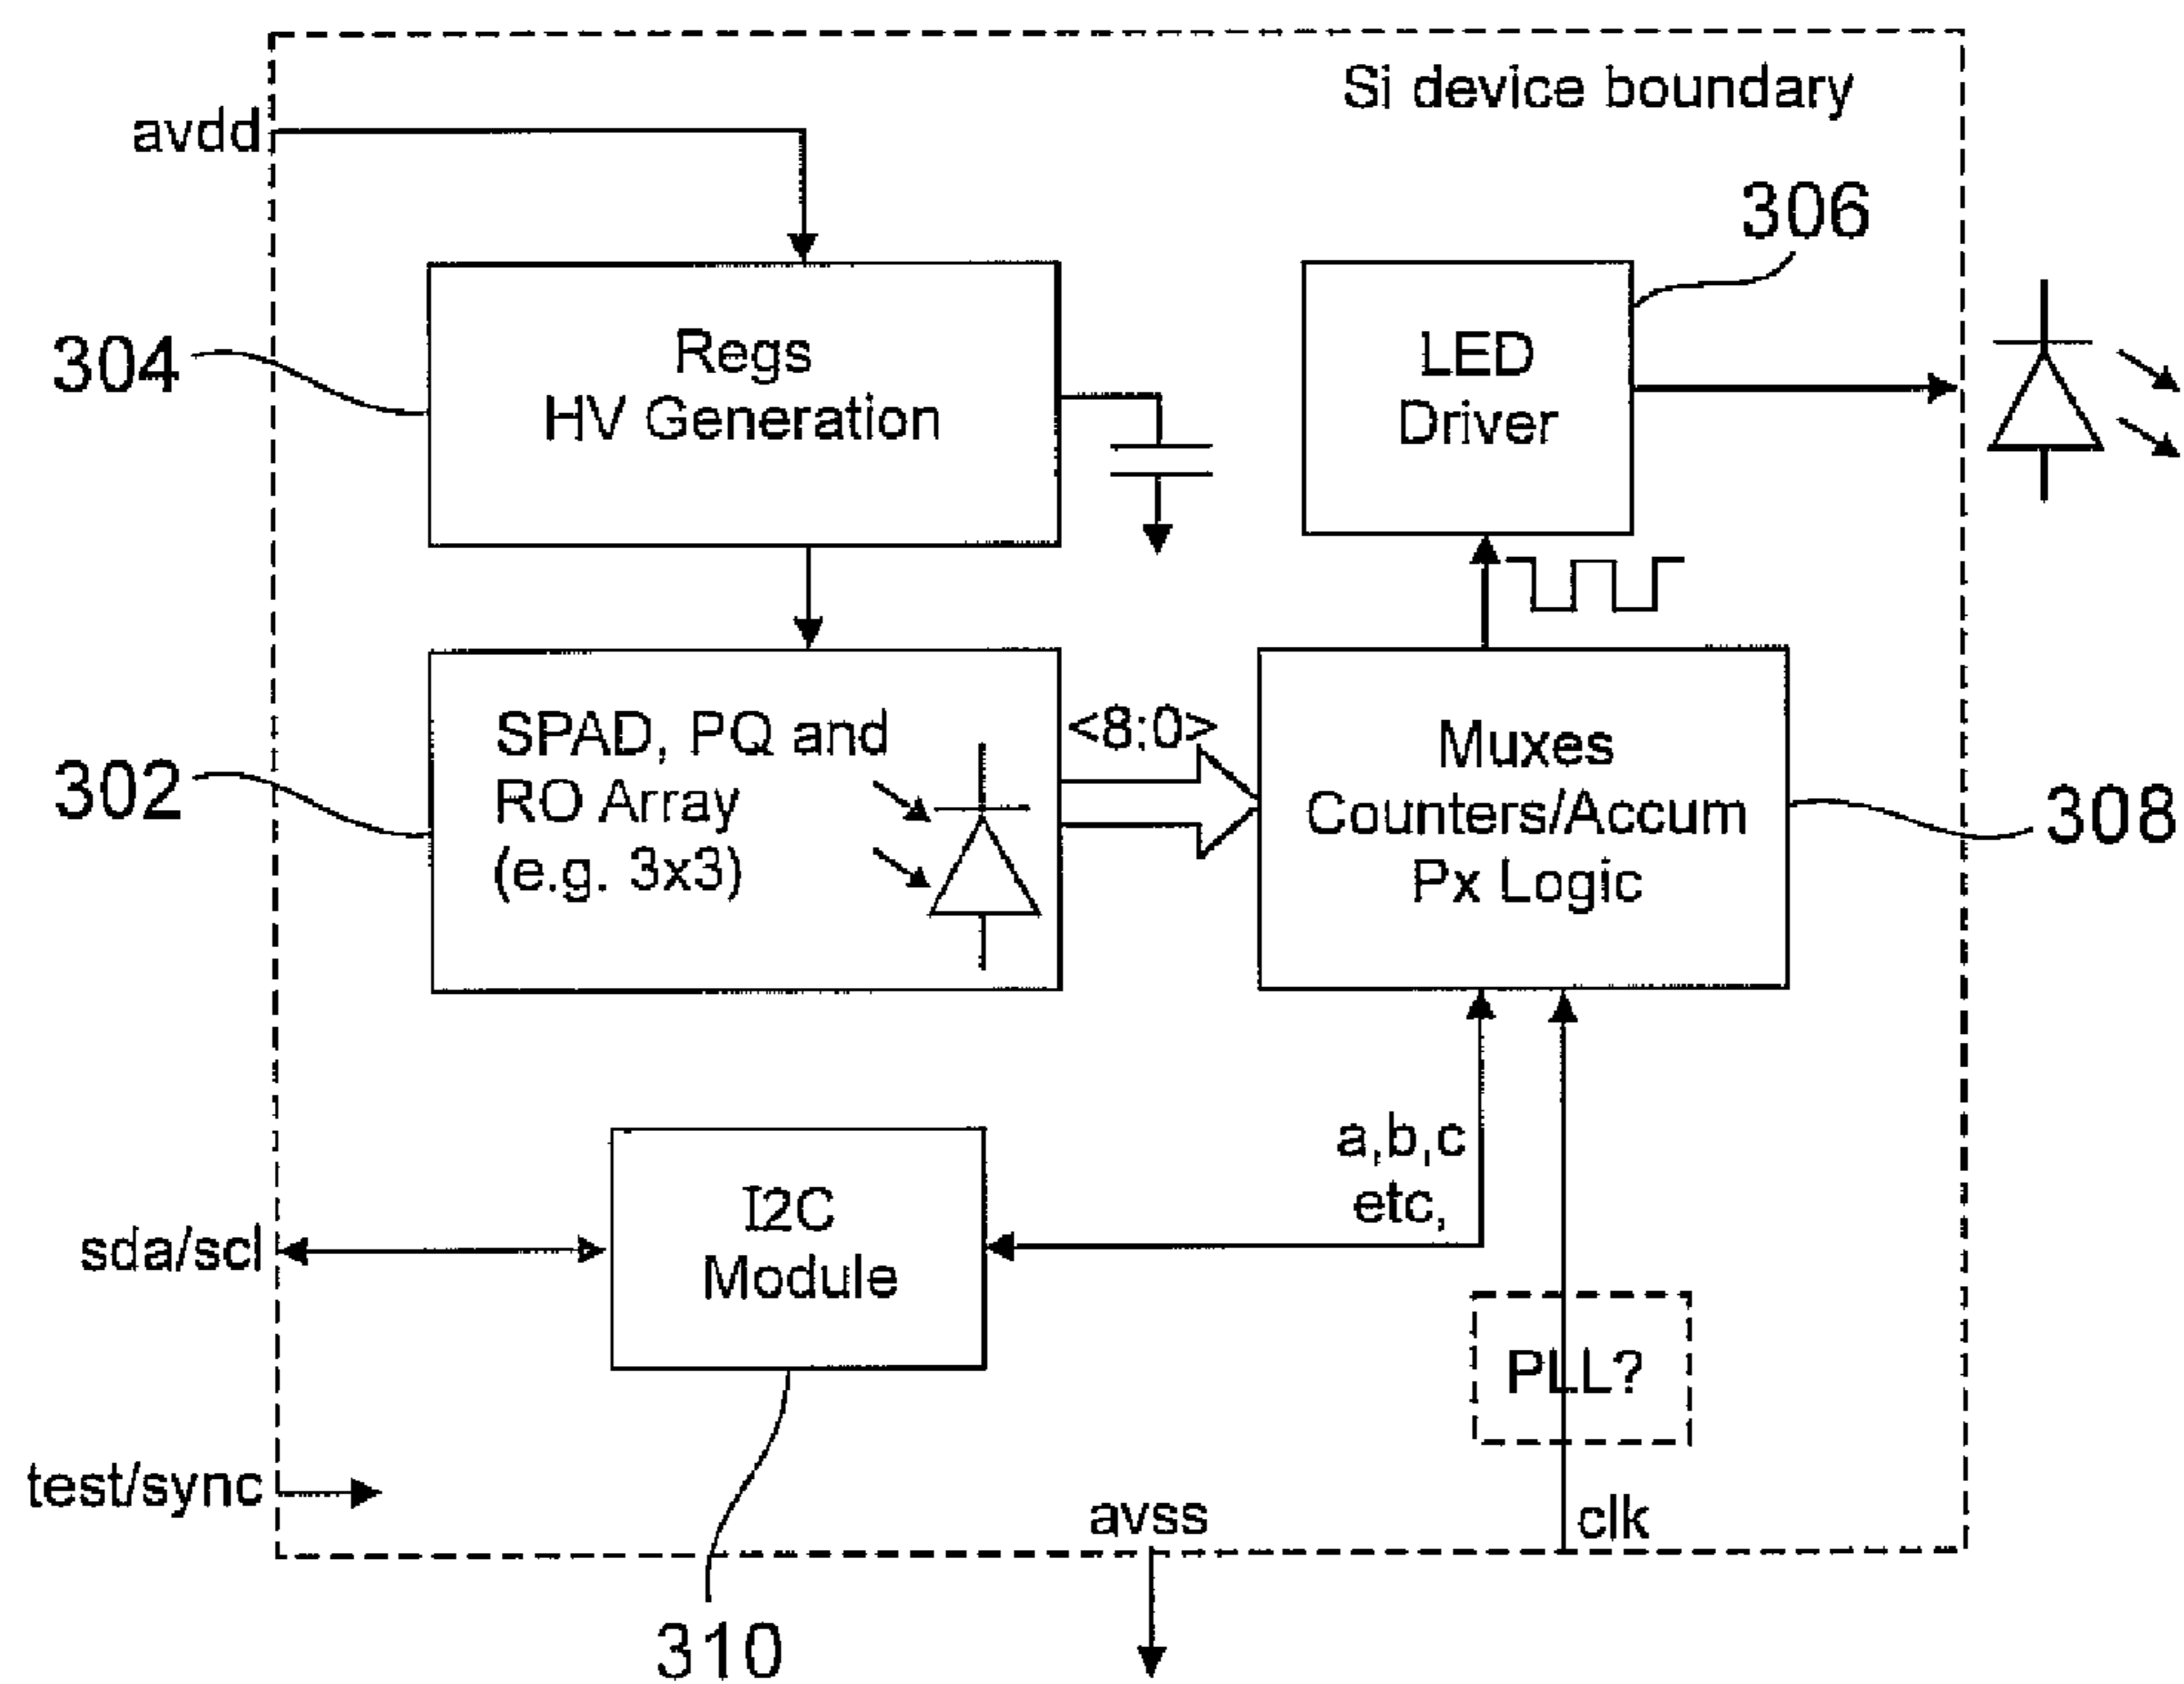 Si device boundary
avdd
306
304
Regs
HV Generation
LED
Driver
302
SPAD, PQ and
RO Array
(e.g. 3x3)
<8:0>
Muxes
Counters/Accum
Px Logic
308
a,b,c
etc,
sda/scl
I2C
Module
PLL?
test/sync
avss
clk
310